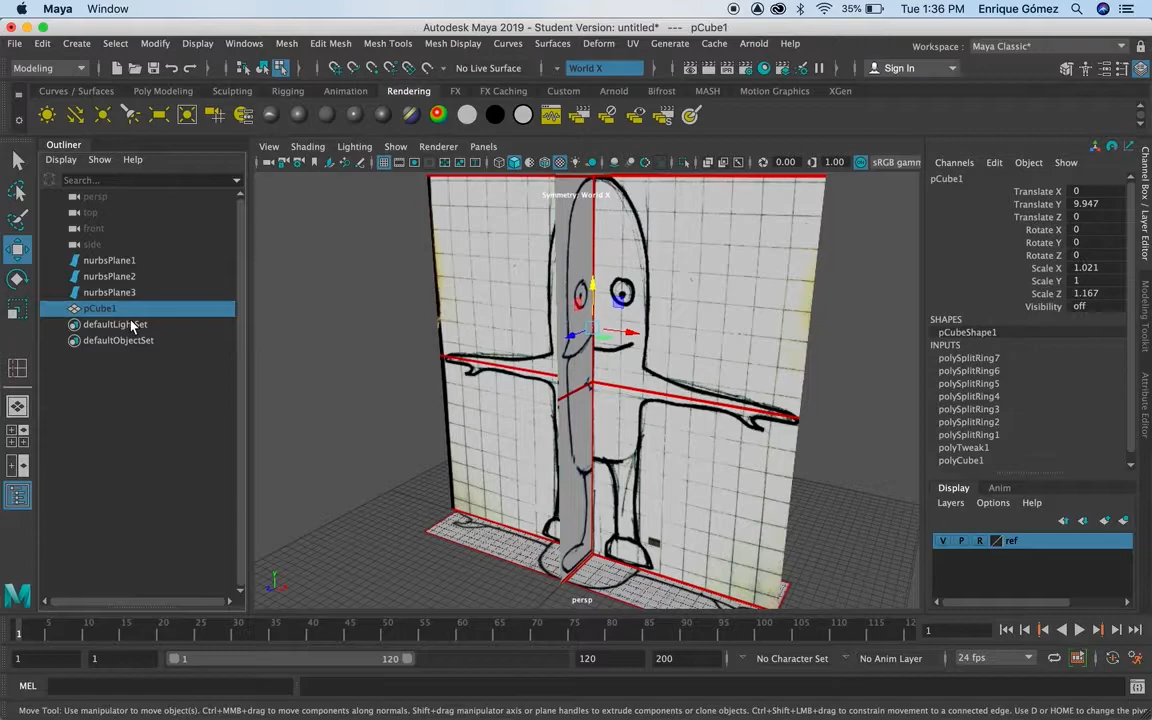 Maya Window 35% Tue 1:36 PM Enrique Gómez
Autodesk Maya 2019 - Student Version: untitled* --- pCube1
File Edit Create Select Modify Display Windows Mesh Edit Mesh Mesh Tools Mesh Display Curves Surfaces Deform UV Generate Cache Arnold Help Workspace : Maya Classic*
Modeling No Live Surface World X Sign In
Curves / Surfaces Poly Modeling Sculpting Rigging Animation Rendering FX FX Caching Custom Arnold Bifrost MASH Motion Graphics XGen
Outliner
Display Show Help
Search...
persp
top
front
side
nurbsPlane1
nurbsPlane2
nurbsPlane3
pCube1
defaultLightSet
defaultObjectSet
View Shading Lighting Show Renderer Panels
0.00 1.00 sRGB gamm
Symmetry: World X
persp
Channels Edit Object Show
pCube1
Translate X 0
Translate Y 9.947
Translate Z 0
Rotate X 0
Rotate Y 0
Rotate Z 0
Scale X 1.021
Scale Y 1
Scale Z 1.167
Visibility off
SHAPES
pCubeShape1
INPUTS
polySplitRing7
polySplitRing6
polySplitRing5
polySplitRing4
polySplitRing3
polySplitRing2
polySplitRing1
polyTweak1
polyCube1
Display Anim
Layers Options Help
V P R ref
Channel Box / Layer Editor
Modeling Toolkit
Attribute Editor
5 10 15 20 25 30 35 40 45 50 55 60 65 70 75 80 85 90 95 100 105 110 115 12
1 1
1 1 1 120 120 200 No Character Set No Anim Layer 24 fps
MEL
Move Tool: Use manipulator to move object(s). Ctrl+MMB+drag to move components along normals. Shift+drag manipulator axis or plane handles to extrude components or clone objects. Ctrl+Shift+LMB+drag to constrain movement to a connected edge. Use D or HOME to change the piv